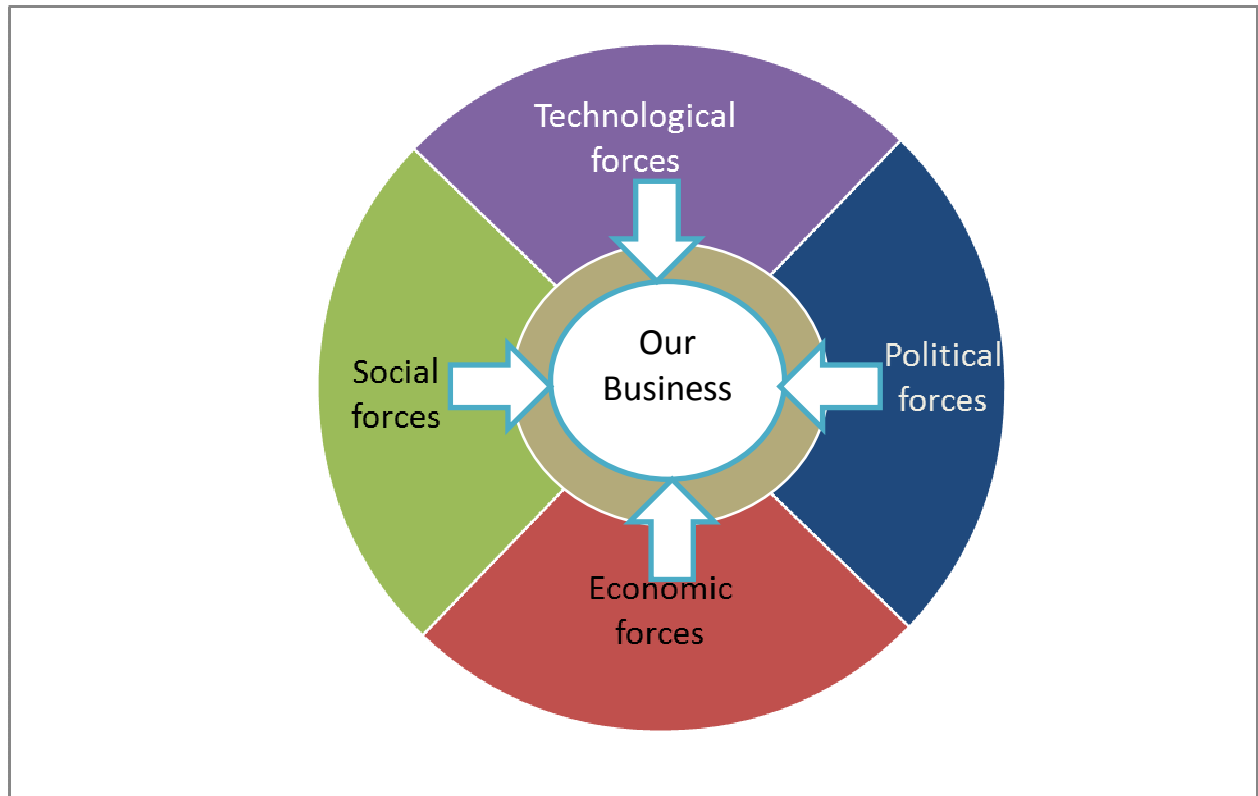 Technological
forces
Our
Business
Social
forces
Political
forces
Economic
forces